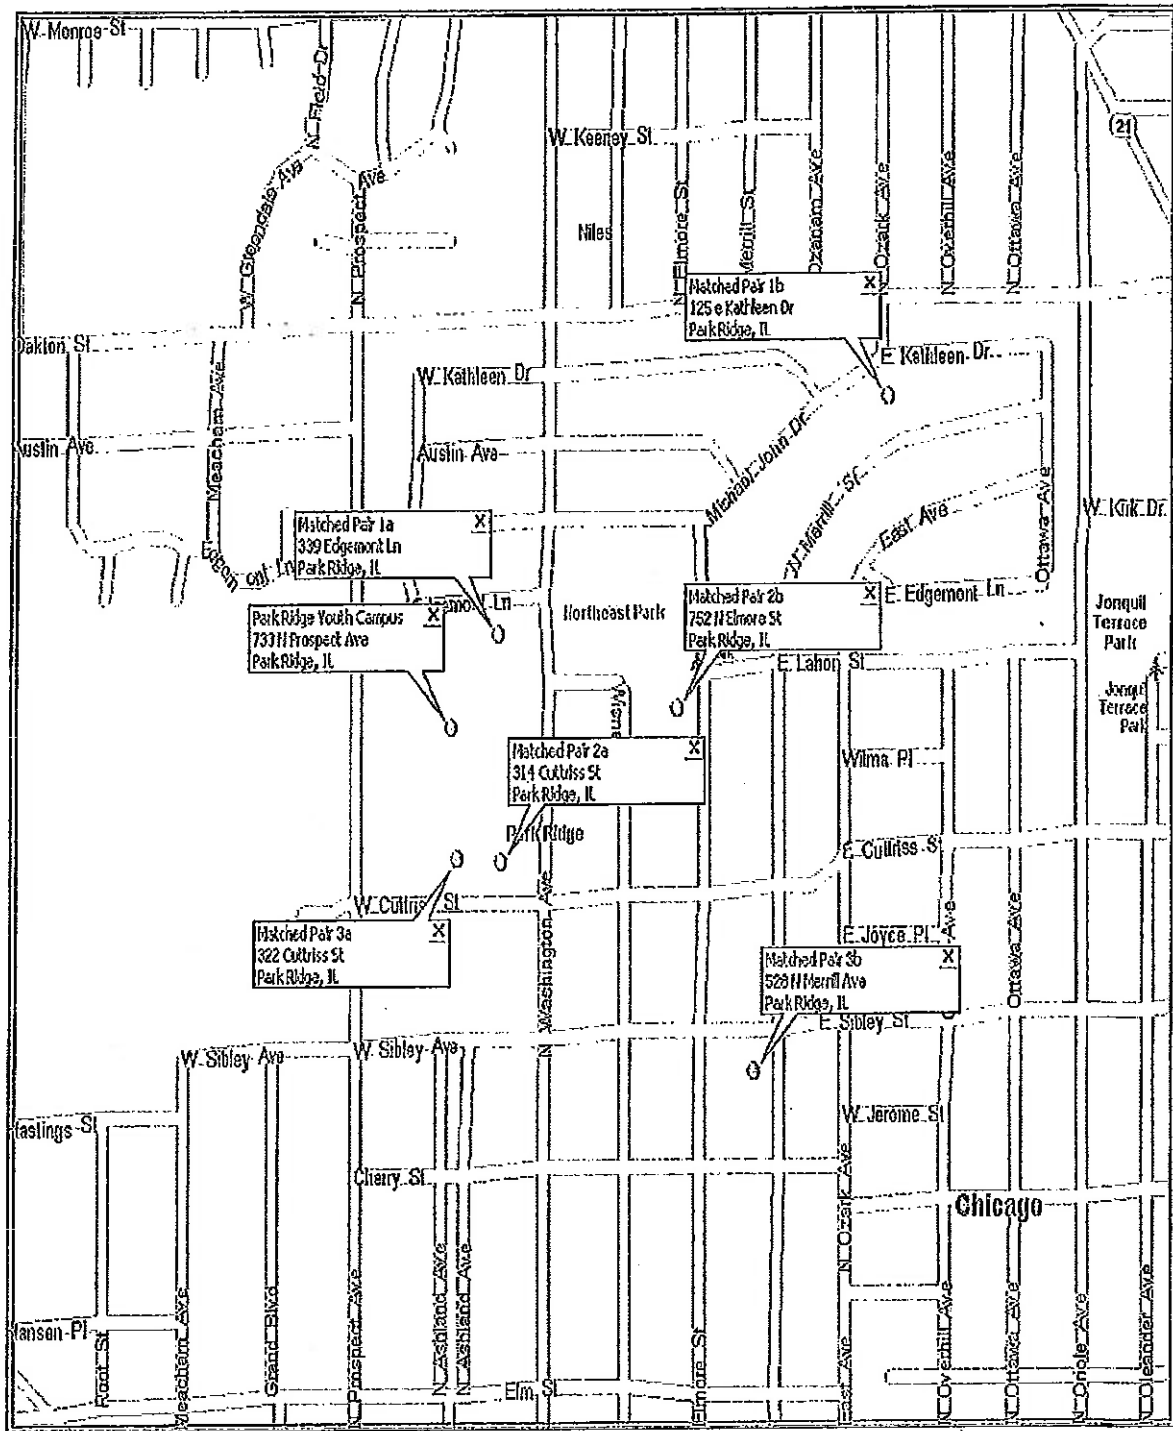 W Monroe St
N Field Dr
W Keeney St
21
W Glendale Ave
N Prospect Ave
Niles
N Elmore St
Merrill St
Ozanam Ave
N Ozark Ave
N Overhill Ave
N Ottawa Ave
Matched Pair 1b X
125 e Kathleen Dr
Park Ridge, IL
Oakton St
W Kathleen Dr
E Kathleen Dr
Meacham Ave
Austin Ave
Austin Ave
Michael John Dr
N Merrill St
East Ave
Ottawa Ave
W Kirk Dr
Matched Pair 1a X
339 Edgemont Ln
Park Ridge, IL
Northeast Park
Matched Pair 2b X
752 N Elmore St
Park Ridge, IL
E Edgemont Ln
Jonquil
Terrace
Park
Park Ridge Youth Campus X
733 N Prospect Ave
Park Ridge, IL
E Lahon St
Terrace
Park
Matched Pair 2a X
314 Cuttriss St
Park Ridge, IL
Wilma Pl
Park Ridge
E Cuttriss S
W Cuttriss St
Matched Pair 3a X
322 Cuttriss St
Park Ridge, IL
N Washington Ave
E Joyce Pl
Ave
Ottawa Ave
Matched Pair 3b X
528 N Merrill Ave
Park Ridge, IL
E Sibley St
W Sibley Ave
W Sibley Ave
Hastings St
W Jerome St
Cherry St
N Ozark Ave
Chicago
Hansen Pl
Root St
Meacham Ave
Grand Blvd
N Prospect Ave
N Ashland Ave
N Ashland Ave
Elm St
Elmore St
East Ave
N Overhill Ave
N Ottawa Ave
N Oriole Ave
N Oleander Ave